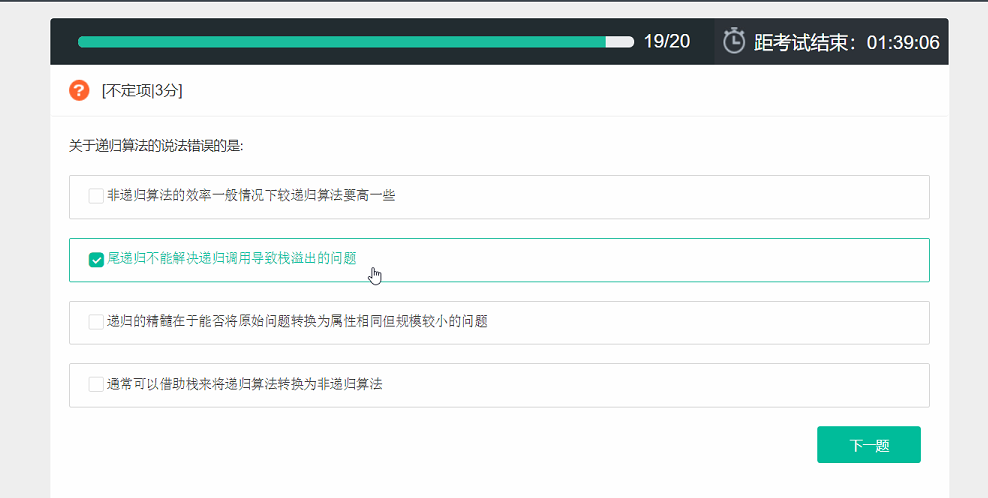 19/20
距考试结束：01:39:06
[不定项|3分]
关于递归算法的说法错误的是:
非递归算法的效率一般情况下较递归算法要高一些
尾递归不能解决递归调用导致栈溢出的问题
递归的精髓在于能否将原始问题转换为属性相同但规模较小的问题
通常可以借助栈来将递归算法转换为非递归算法
下一题